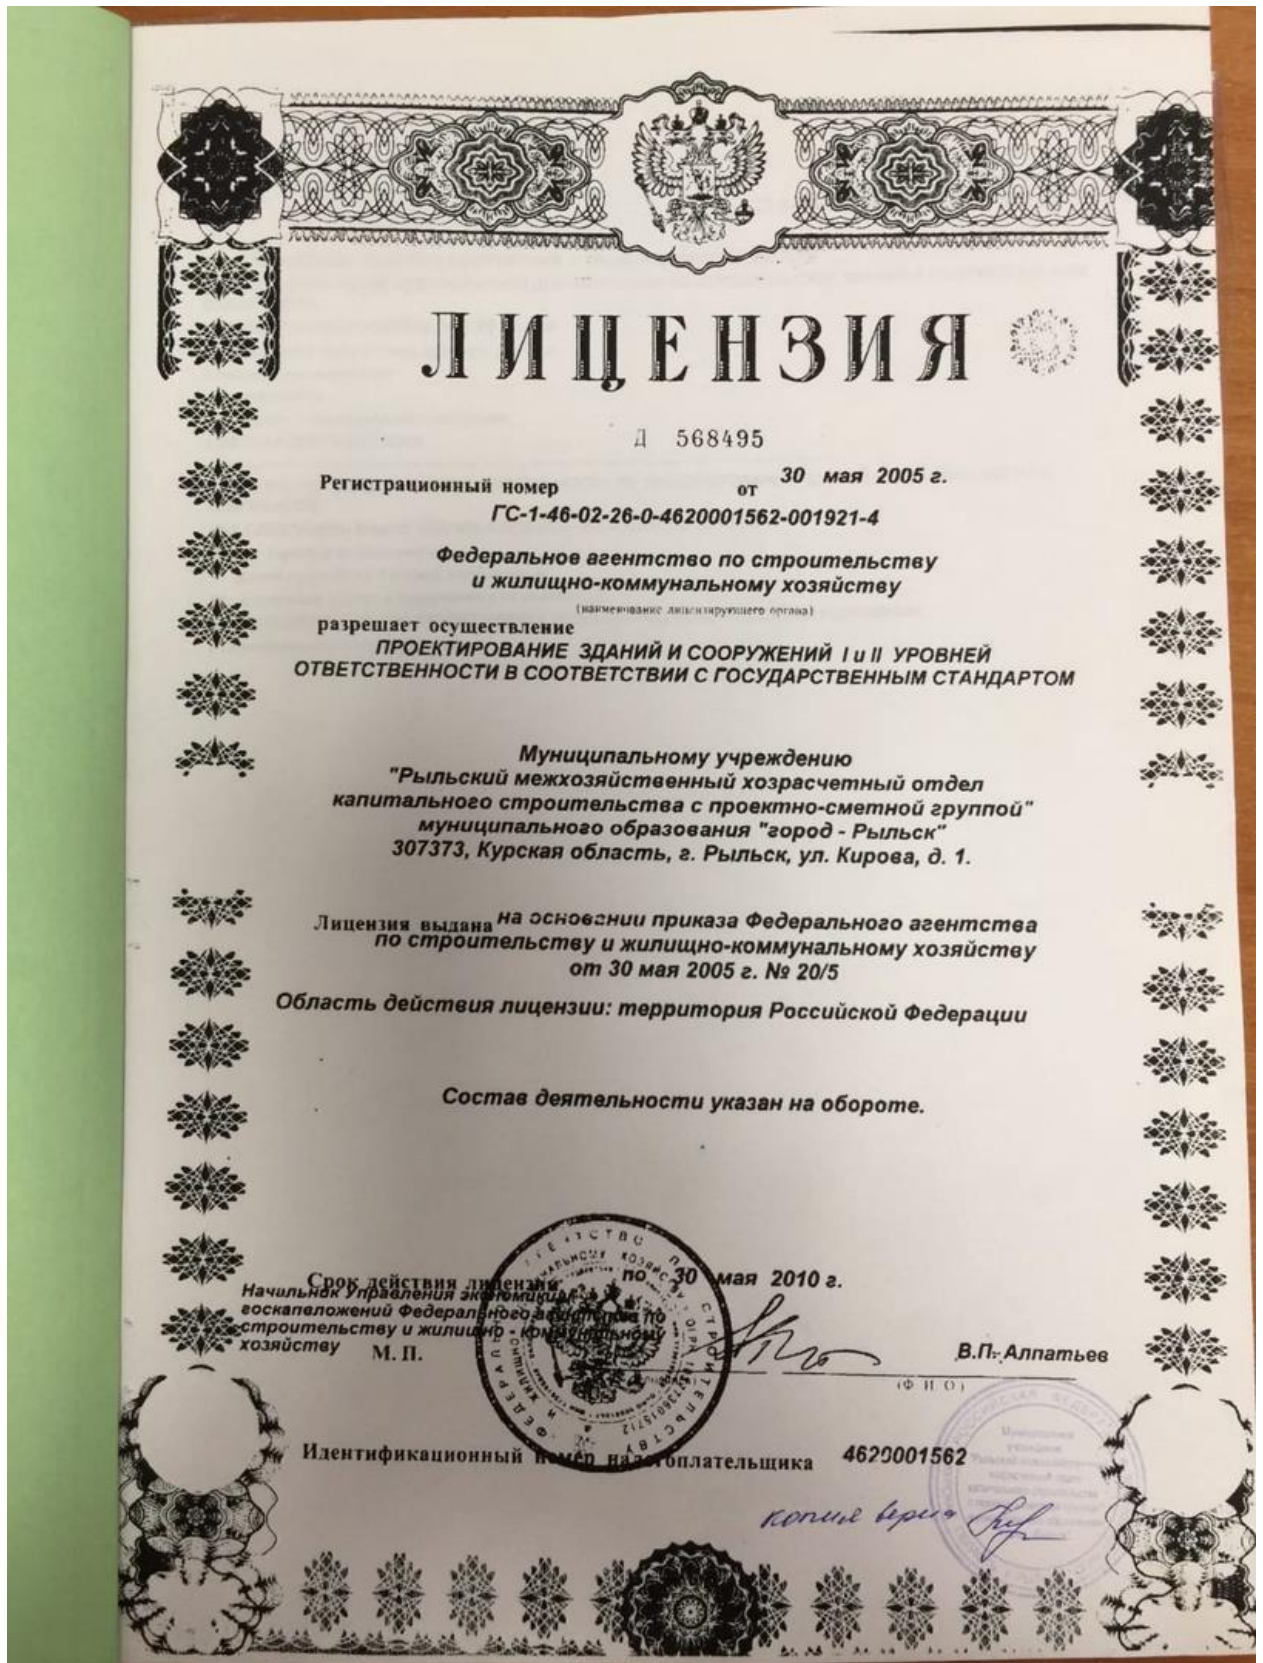 ЛИЦЕНЗИЯ
Д 568495
Регистрационный номер от 30 мая 2005 г.
ГС-1-46-02-26-0-4620001562-001921-4
Федеральное агентство по строительству
и жилищно-коммунальному хозяйству
(наименование лицензирующего органа)
разрешает осуществление
ПРОЕКТИРОВАНИЕ ЗДАНИЙ И СООРУЖЕНИЙ I и II УРОВНЕЙ
ОТВЕТСТВЕННОСТИ В СООТВЕТСТВИИ С ГОСУДАРСТВЕННЫМ СТАНДАРТОМ
Муниципальному учреждению
"Рыльский межхозяйственный хозрасчетный отдел
капитального строительства с проектно-сметной группой"
муниципального образования "город - Рыльск"
307373, Курская область, г. Рыльск, ул. Кирова, д. 1.
Лицензия выдана на основании приказа Федерального агентства
по строительству и жилищно-коммунальному хозяйству
от 30 мая 2005 г. № 20/5
Область действия лицензии: территория Российской Федерации
Состав деятельности указан на обороте.
Срок действия лицензии по 30 мая 2010 г.
Начальник Управления экономики и
госкапвложений Федерального агентства по
строительству и жилищно - коммунальному
хозяйству М. П. В.П. Алпатьев
(Ф И О)
Идентификационный номер налогоплательщика 4620001562
копия верна